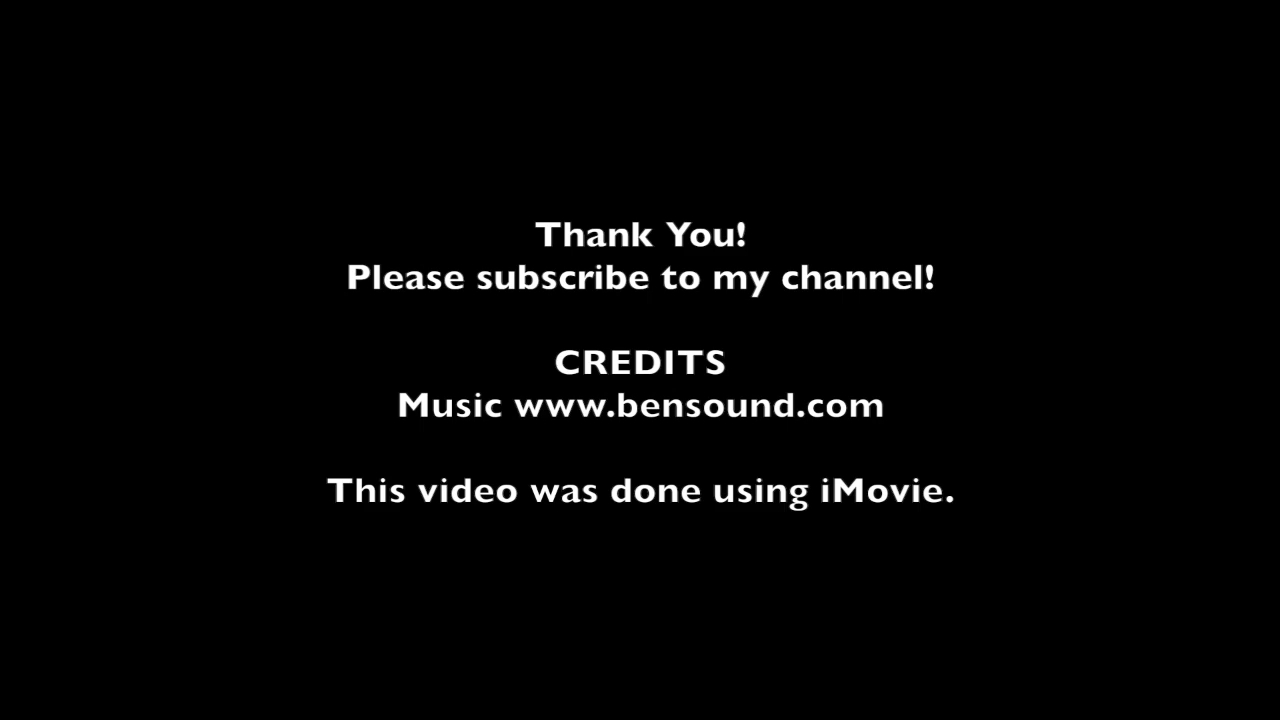 Thank You!
Please subscribe to my channel!
CREDITS
Music www.bensound.com
This video was done using iMovie.